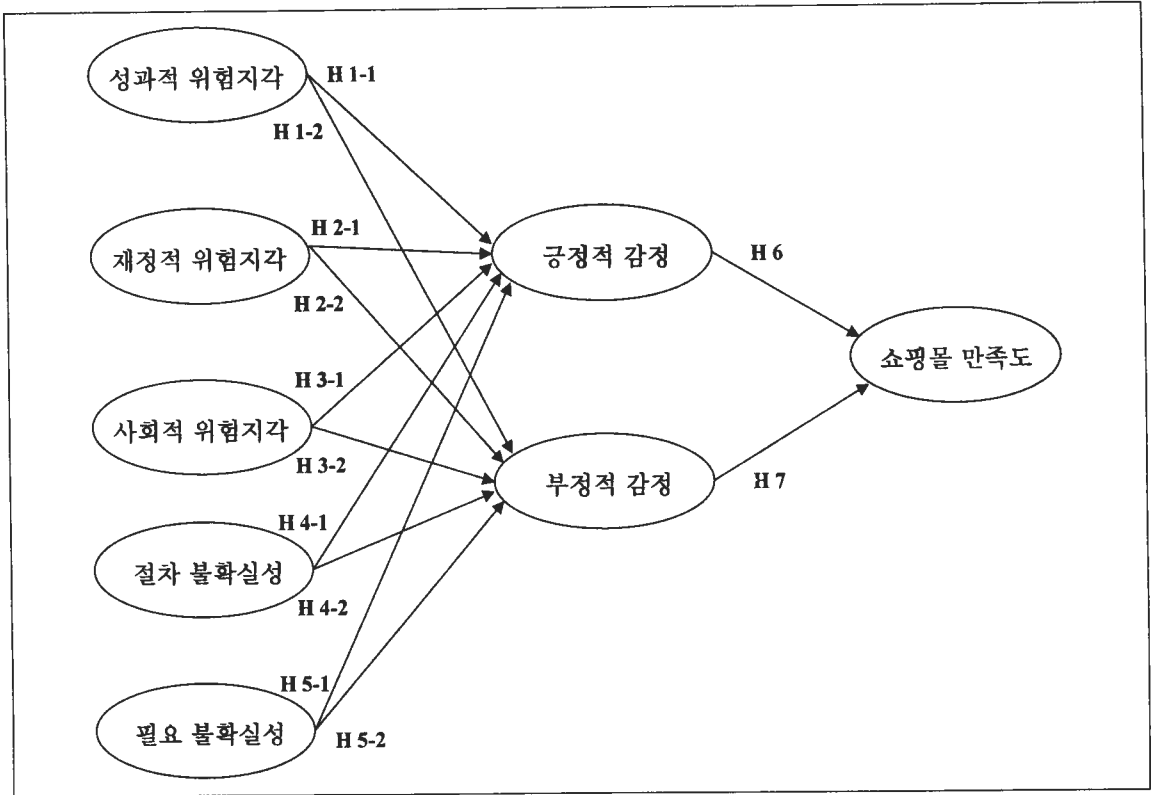 성과적 위험지각
H 1-1
H 1-2
재정적 위험지각
H 2-1
H 2-2
긍정적 감정
H 6
사회적 위험지각
H 3-1
H 3-2
쇼핑몰 만족도
부정적 감정
H 7
절차 불확실성
H 4-1
H 4-2
필요 불확실성
H 5-1
H 5-2